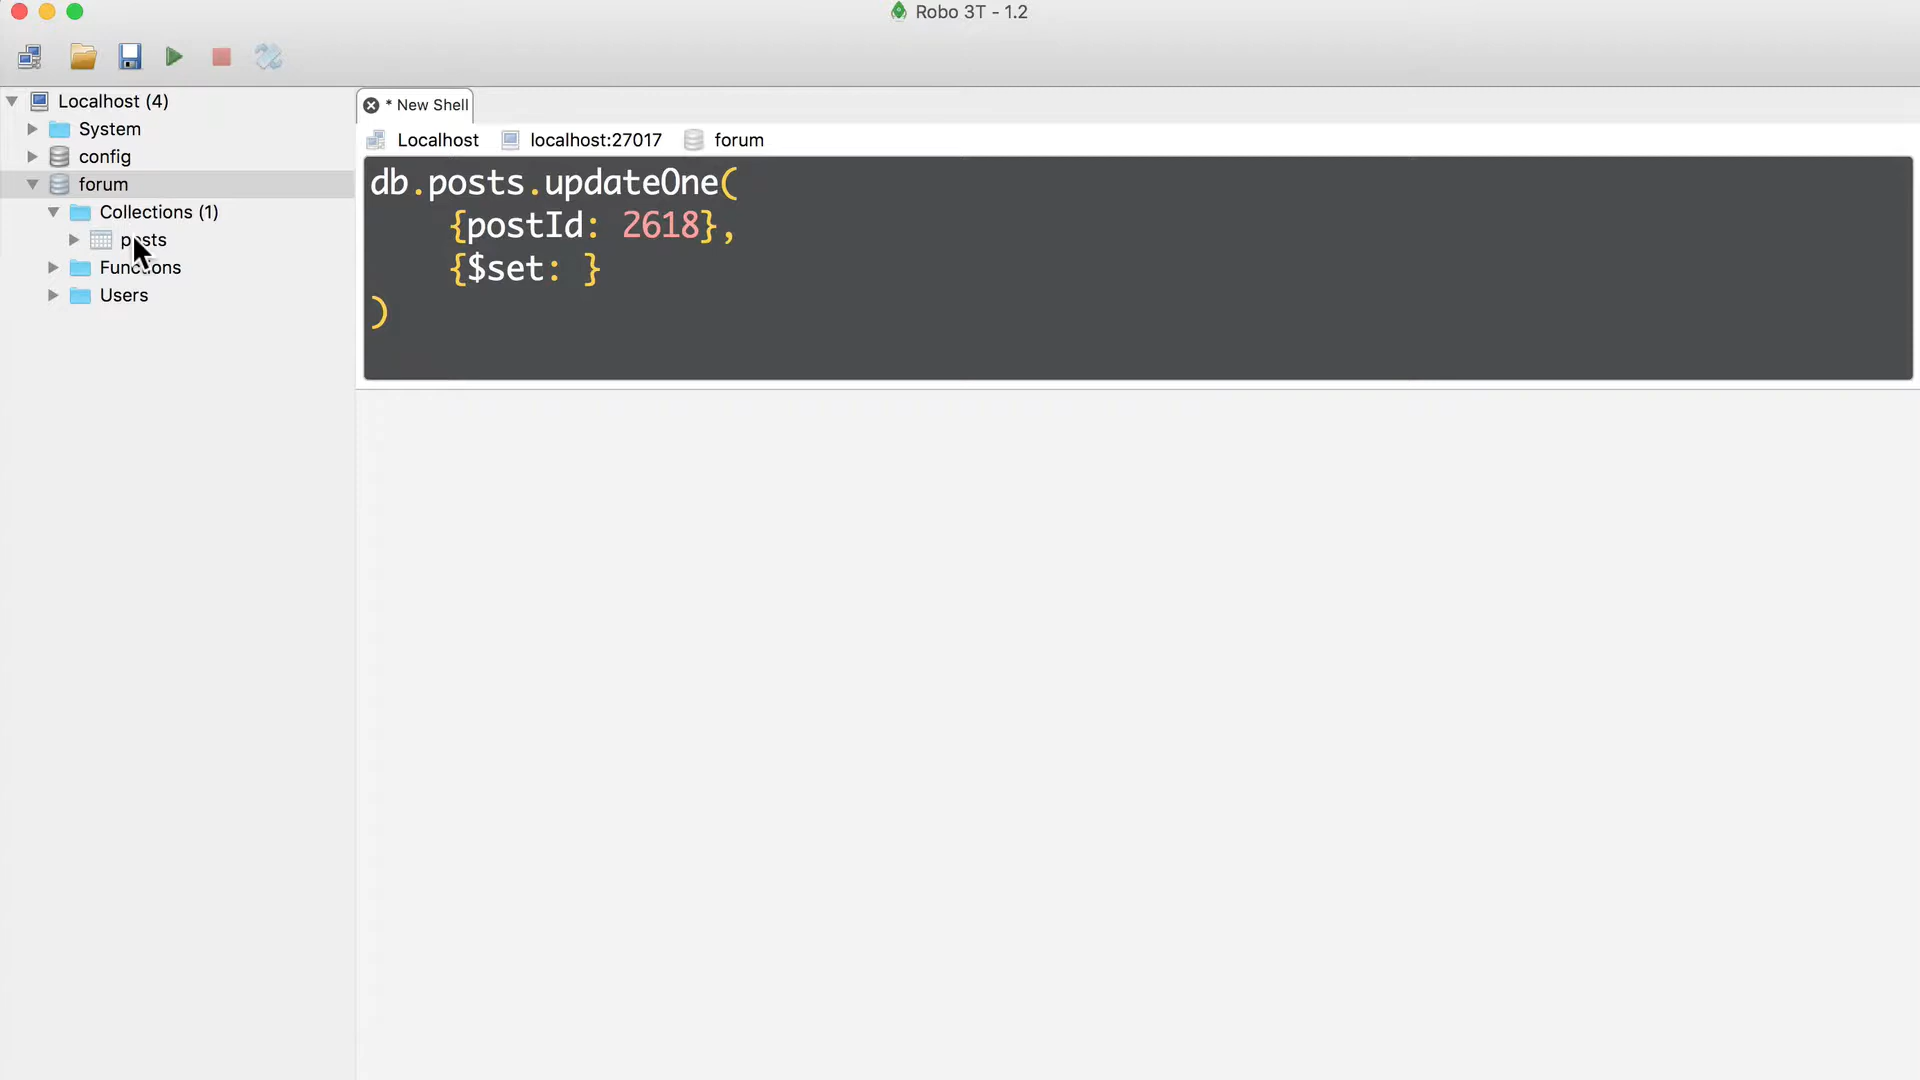 Robo 3T - 1.2
Localhost (4)
System
config
forum
Collections (1)
posts
Functions
Users
* New Shell
Localhost localhost:27017 forum
db.posts.updateOne(
{postId: 2618},
{$set: }
)